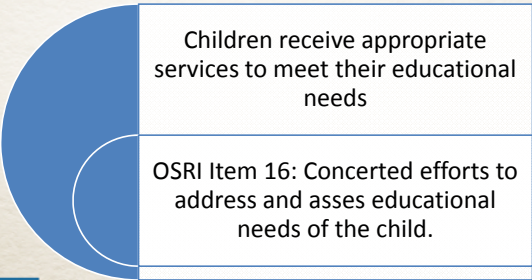 Children receive appropriate
services to meet their educational
needs
OSRI Item 16: Concerted efforts to
address and asses educational
needs of the child.